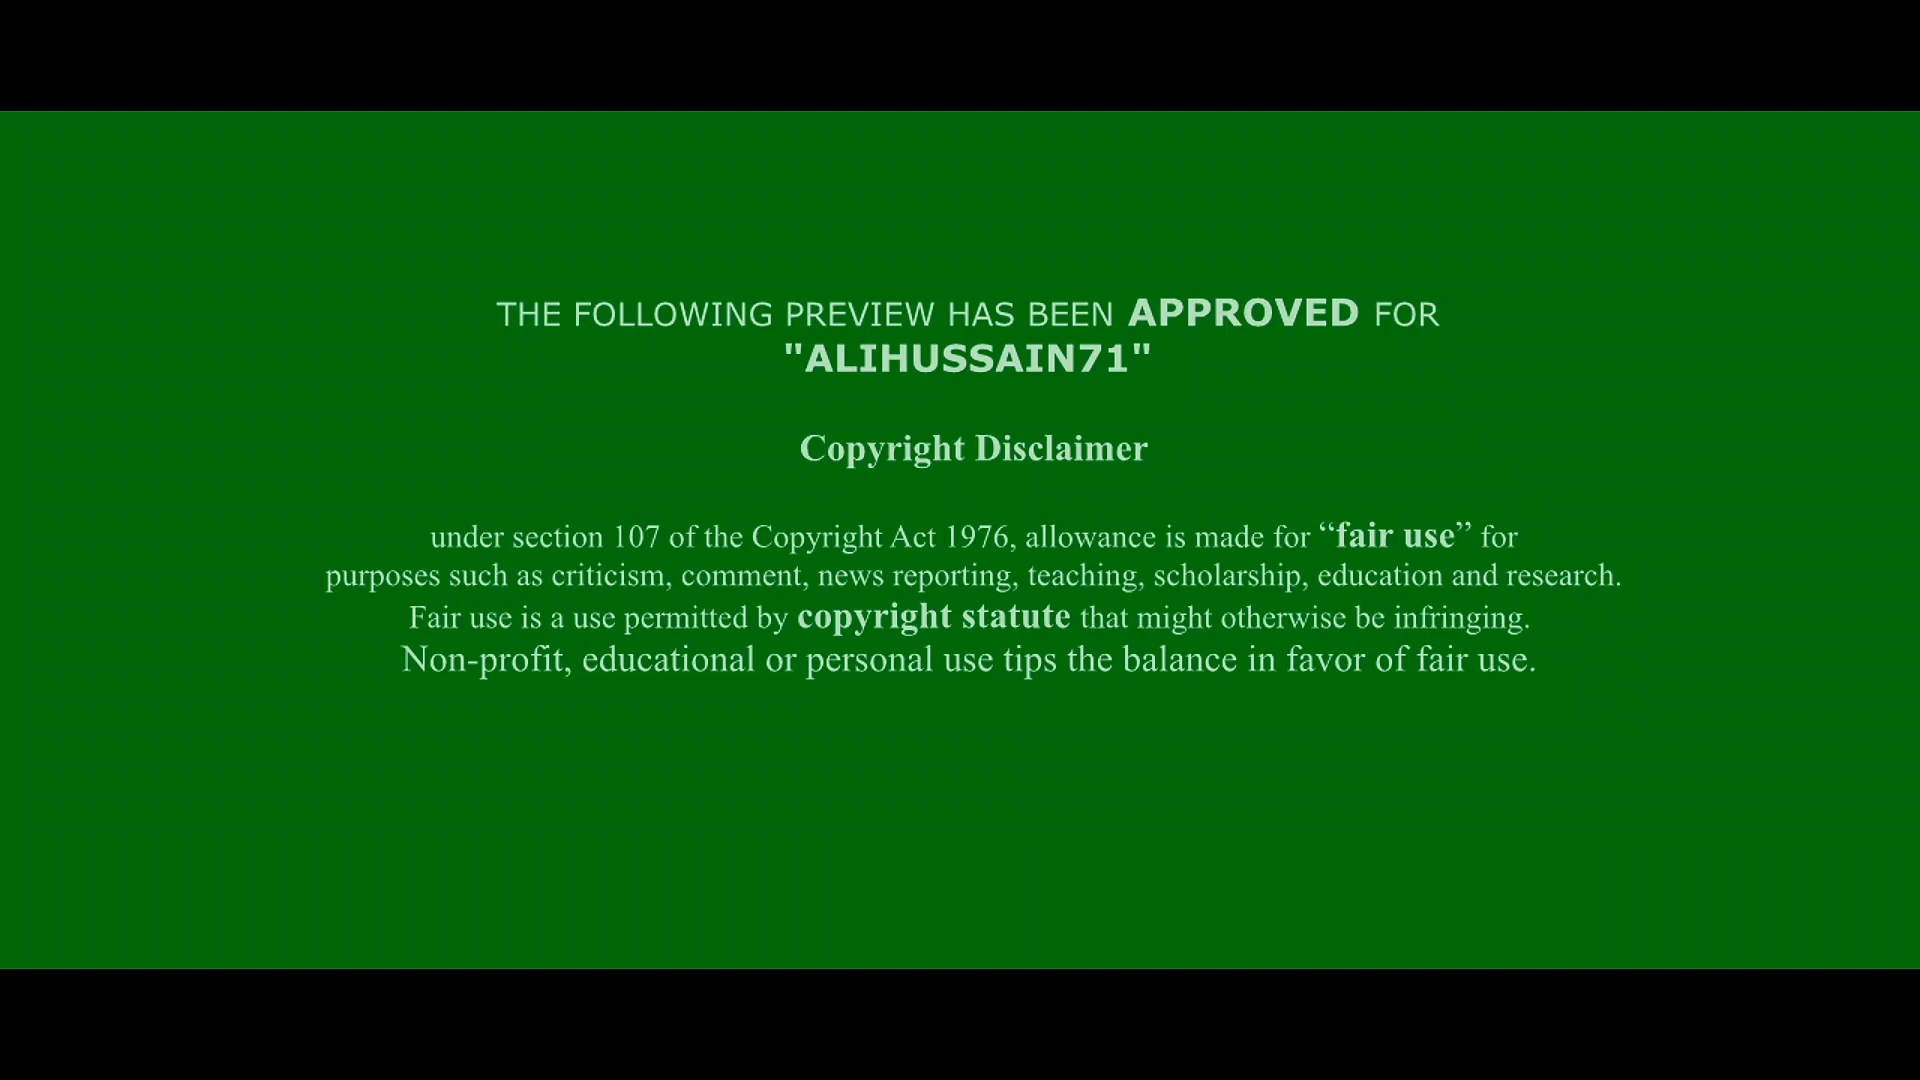 THE FOLLOWING PREVIEW HAS BEEN APPROVED FOR
"ALIHUSSAIN71"
Copyright Disclaimer
under section 107 of the Copyright Act 1976, allowance is made for “fair use” for
purposes such as criticism, comment, news reporting, teaching, scholarship, education and research.
Fair use is a use permitted by copyright statute that might otherwise be infringing.
Non-profit, educational or personal use tips the balance in favor of fair use.